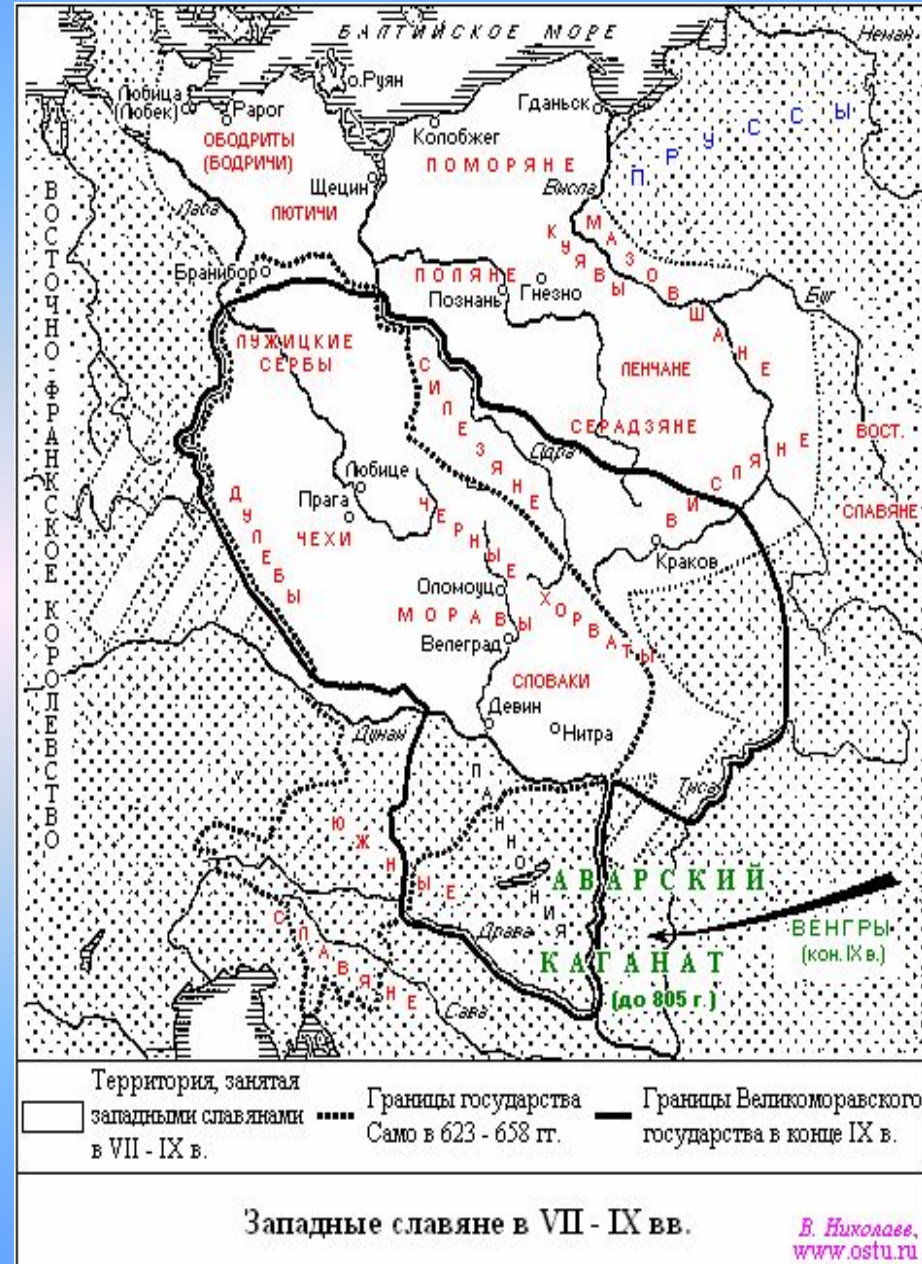 БАЛТИЙСКОЕ МОРЕ
Неман
о.Руян
Любица
(Любек)
Рарог
Гданьск
Колобжег
ОБОДРИТЫ
(БОДРИЧИ)
ПОМОРЯНЕ
ПРУССЫ
Щецин
Висла
Лаба
ЛЮТИЧИ
КУЯВЫ
МАЗОВШАНЕ
Бранибор
ПОЛЯНЕ
Познань
Гнезно
Буг
ВОСТОЧНО-ФРАНКСКОЕ КОРОЛЕВСТВО
ЛУЖИЦКИЕ
СЕРБЫ
СИЛЕЗЯНЕ
ЛЕНЧАНЕ
СЕРАДЗЯНЕ
ВОСТ.
СЛАВЯНЕ
Одра
ВИСЛЯНЕ
Любице
Прага
ДУЛЕБЫ
ЧЕХИ
ЧЕРНЫЕ
ХОРВАТЫ
Краков
Оломоуц
МОРАВЫ
Велеград
СЛОВАКИ
Девин
Нитра
Дунай
Тиса
ПАННОНИЯ
ЮЖНЫЕ
СЛАВЯНЕ
АВАРСКИЙ
КАГАНАТ
(до 805 г.)
ВЕНГРЫ
(кон. IX в.)
Драва
Сава
Территория, занятая
западными славянами
в VII - IX в.
Границы государства
Само в 623 - 658 гг.
Границы Великоморавского
государства в конце IX в.
Западные славяне в VII - IX вв.
В. Николаев,
www.ostu.ru